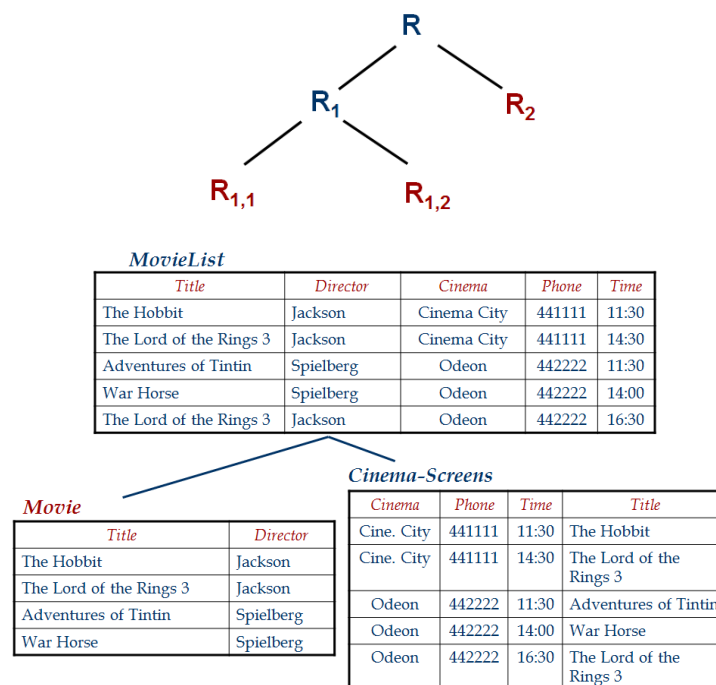 R
R1
R2
R1,1
R1,2
MovieList
Title Director Cinema Phone Time
The Hobbit Jackson Cinema City 441111 11:30
The Lord of the Rings 3 Jackson Cinema City 441111 14:30
Adventures of Tintin Spielberg Odeon 442222 11:30
War Horse Spielberg Odeon 442222 14:00
The Lord of the Rings 3 Jackson Odeon 442222 16:30
Movie
Title Director
The Hobbit Jackson
The Lord of the Rings 3 Jackson
Adventures of Tintin Spielberg
War Horse Spielberg
Cinema-Screens
Cinema Phone Time Title
Cine. City 441111 11:30 The Hobbit
Cine. City 441111 14:30 The Lord of the
Rings 3
Odeon 442222 11:30 Adventures of Tintin
Odeon 442222 14:00 War Horse
Odeon 442222 16:30 The Lord of the
Rings 3